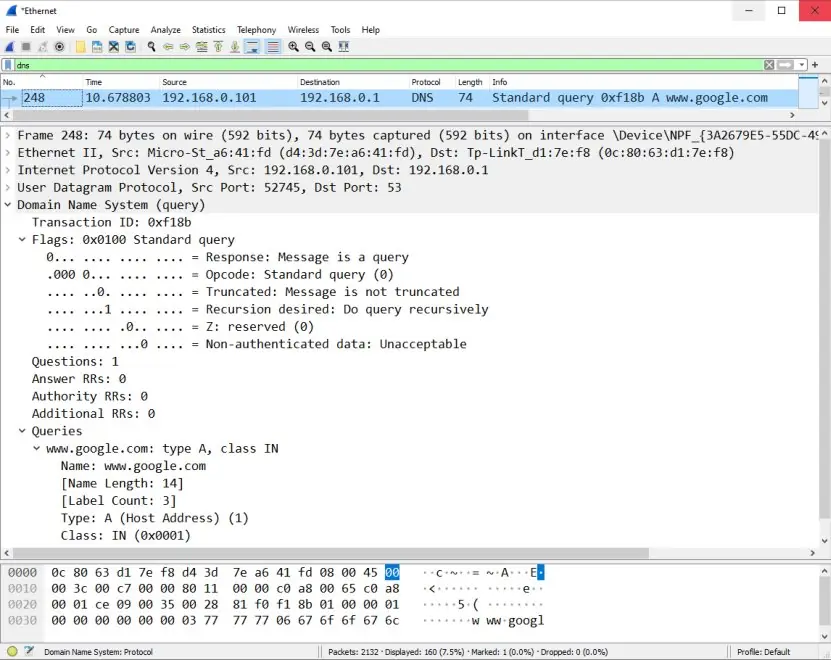 *Ethernet
File Edit View Go Capture Analyze Statistics Telephony Wireless Tools Help
dns
No. Time Source Destination Protocol Length Info
248 10.678803 192.168.0.101 192.168.0.1 DNS 74 Standard query 0xf18b A www.google.com
Frame 248: 74 bytes on wire (592 bits), 74 bytes captured (592 bits) on interface \Device\NPF_{3A2679E5-55DC-49
Ethernet II, Src: Micro-St_a6:41:fd (d4:3d:7e:a6:41:fd), Dst: Tp-LinkT_d1:7e:f8 (0c:80:63:d1:7e:f8)
Internet Protocol Version 4, Src: 192.168.0.101, Dst: 192.168.0.1
User Datagram Protocol, Src Port: 52745, Dst Port: 53
Domain Name System (query)
Transaction ID: 0xf18b
Flags: 0x0100 Standard query
0... .... .... .... = Response: Message is a query
.000 0... .... .... = Opcode: Standard query (0)
.... ..0. .... .... = Truncated: Message is not truncated
.... ...1 .... .... = Recursion desired: Do query recursively
.... .... .0.. .... = Z: reserved (0)
.... .... ...0 .... = Non-authenticated data: Unacceptable
Questions: 1
Answer RRs: 0
Authority RRs: 0
Additional RRs: 0
Queries
www.google.com: type A, class IN
Name: www.google.com
[Name Length: 14]
[Label Count: 3]
Type: A (Host Address) (1)
Class: IN (0x0001)
0000 0c 80 63 d1 7e f8 d4 3d 7e a6 41 fd 08 00 45 00 ··c·~··= ~·A···E·
0010 00 3c 00 c7 00 00 80 11 00 00 c0 a8 00 65 c0 a8 ·<······ ·····e··
0020 00 01 ce 09 00 35 00 28 81 f0 f1 8b 01 00 00 01 ·····5·( ········
0030 00 00 00 00 00 00 03 77 77 77 06 67 6f 6f 67 6c ·······w ww·googl
Domain Name System: Protocol
Packets: 2132 · Displayed: 160 (7.5%) · Marked: 1 (0.0%) · Dropped: 0 (0.0%)
Profile: Default